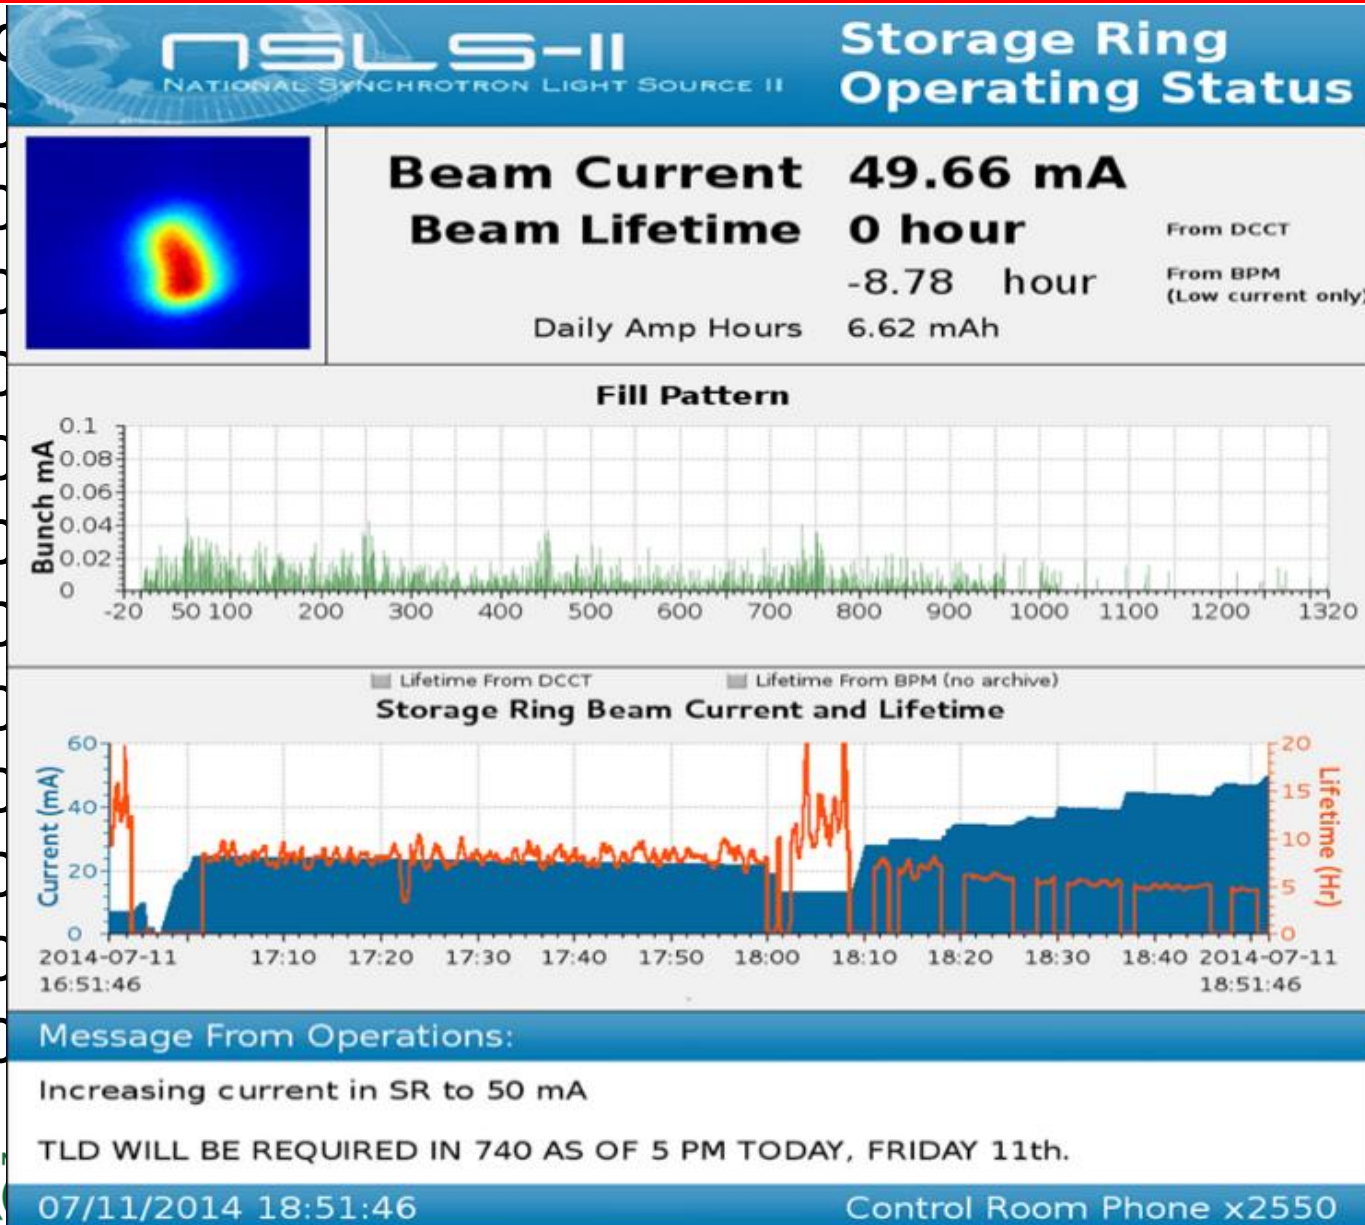 NSLS-II
NATIONAL SYNCHROTRON LIGHT SOURCE II
Storage Ring
Operating Status
Beam Current 49.66 mA
Beam Lifetime 0 hour From DCCT
-8.78 hour From BPM
(Low current only)
Daily Amp Hours 6.62 mAh
Fill Pattern
Bunch mA
0.1
0.08
0.06
0.04
0.02
0
-20 50 100 200 300 400 500 600 700 800 900 1000 1100 1200 1320
Lifetime From DCCT Lifetime From BPM (no archive)
Storage Ring Beam Current and Lifetime
Current (mA)
60
40
20
0
20
15
10
5
0
Lifetime (Hr)
2014-07-11 17:10 17:20 17:30 17:40 17:50 18:00 18:10 18:20 18:30 18:40 2014-07-11
16:51:46 18:51:46
Message From Operations:
Increasing current in SR to 50 mA
TLD WILL BE REQUIRED IN 740 AS OF 5 PM TODAY, FRIDAY 11th.
07/11/2014 18:51:46 Control Room Phone x2550